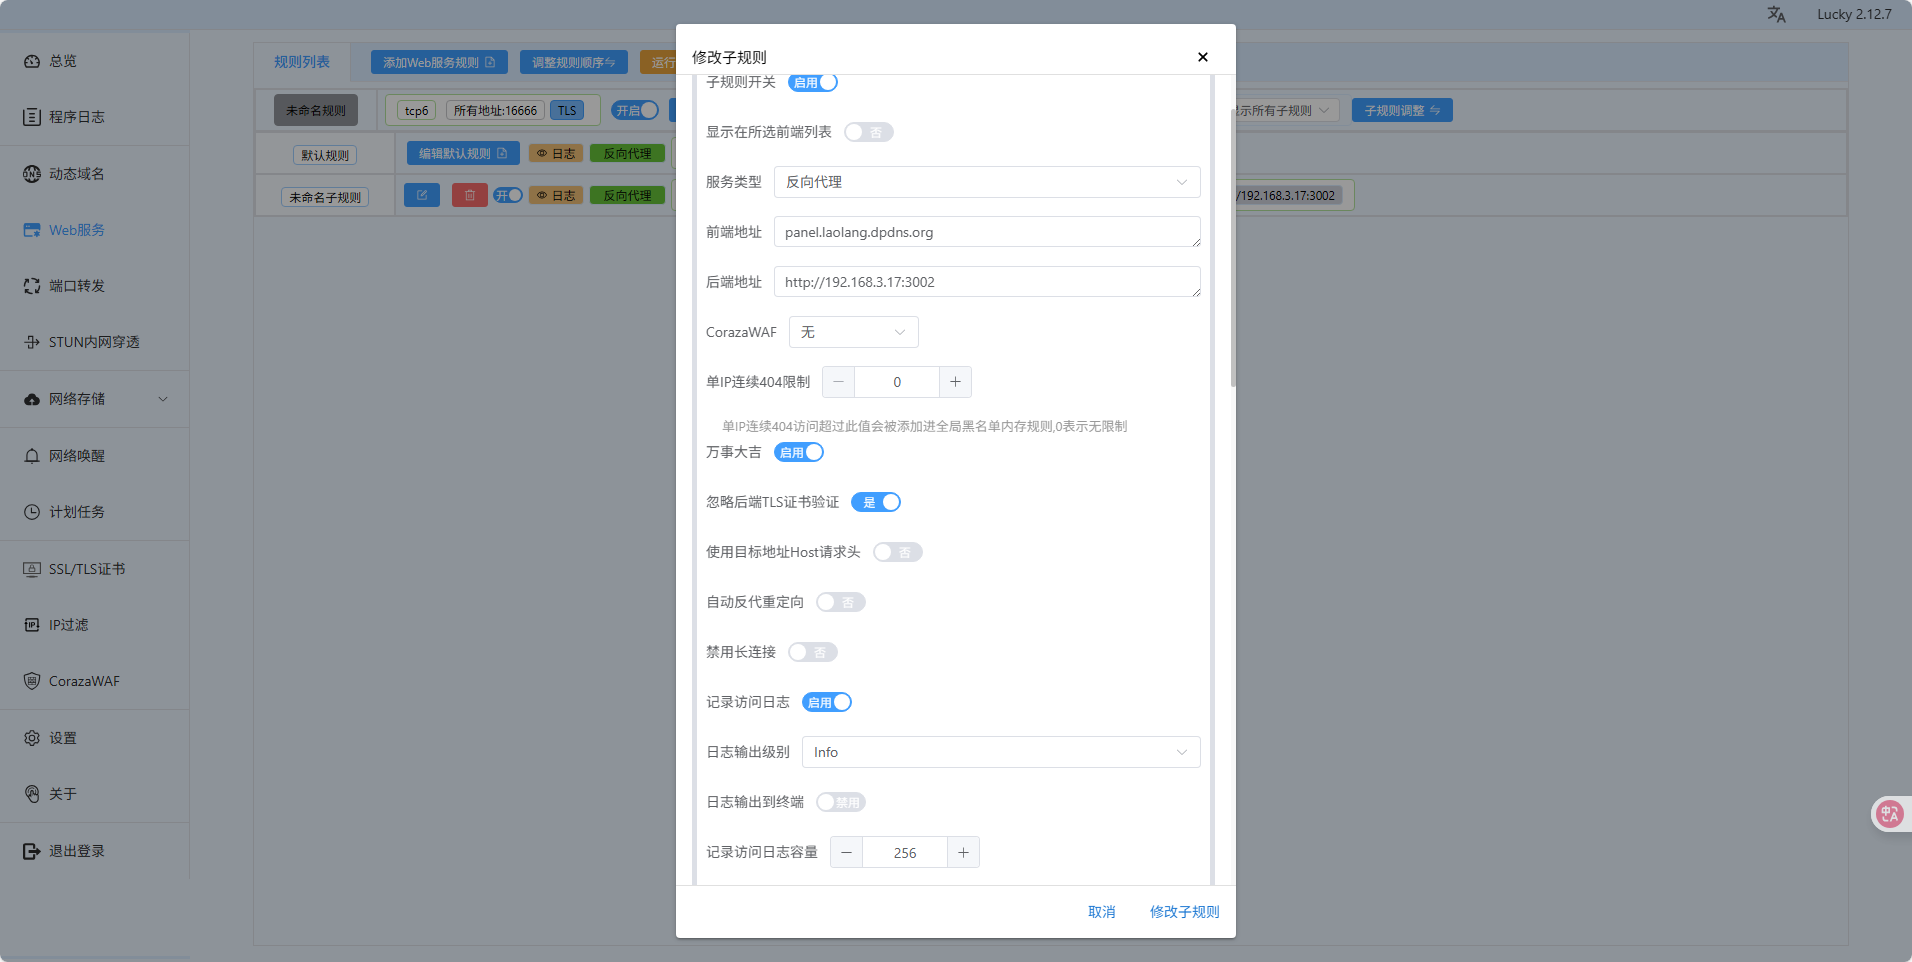 Lucky 2.12.7
总览
程序日志
动态域名
Web服务
端口转发
STUN内网穿透
网络存储
网络唤醒
计划任务
SSL/TLS证书
IP过滤
CorazaWAF
设置
关于
退出登录
规则列表
添加Web服务规则
调整规则顺序
运行
未命名规则
tcp6
所有地址:16666
TLS
开启
示所有子规则
子规则调整
默认规则
编辑默认规则
日志
反向代理
未命名子规则
开
日志
反向代理
/192.168.3.17:3002
修改子规则
子规则开关 启用
显示在所选前端列表 否
服务类型 反向代理
前端地址 panel.laolang.dpdns.org
后端地址 http://192.168.3.17:3002
CorazaWAF 无
单IP连续404限制 0
单IP连续404访问超过此值会被添加进全局黑名单内存规则,0表示无限制
万事大吉 启用
忽略后端TLS证书验证 是
使用目标地址Host请求头 否
自动反代重定向 否
禁用长连接 否
记录访问日志 启用
日志输出级别 Info
日志输出到终端 禁用
记录访问日志容量 256
取消
修改子规则